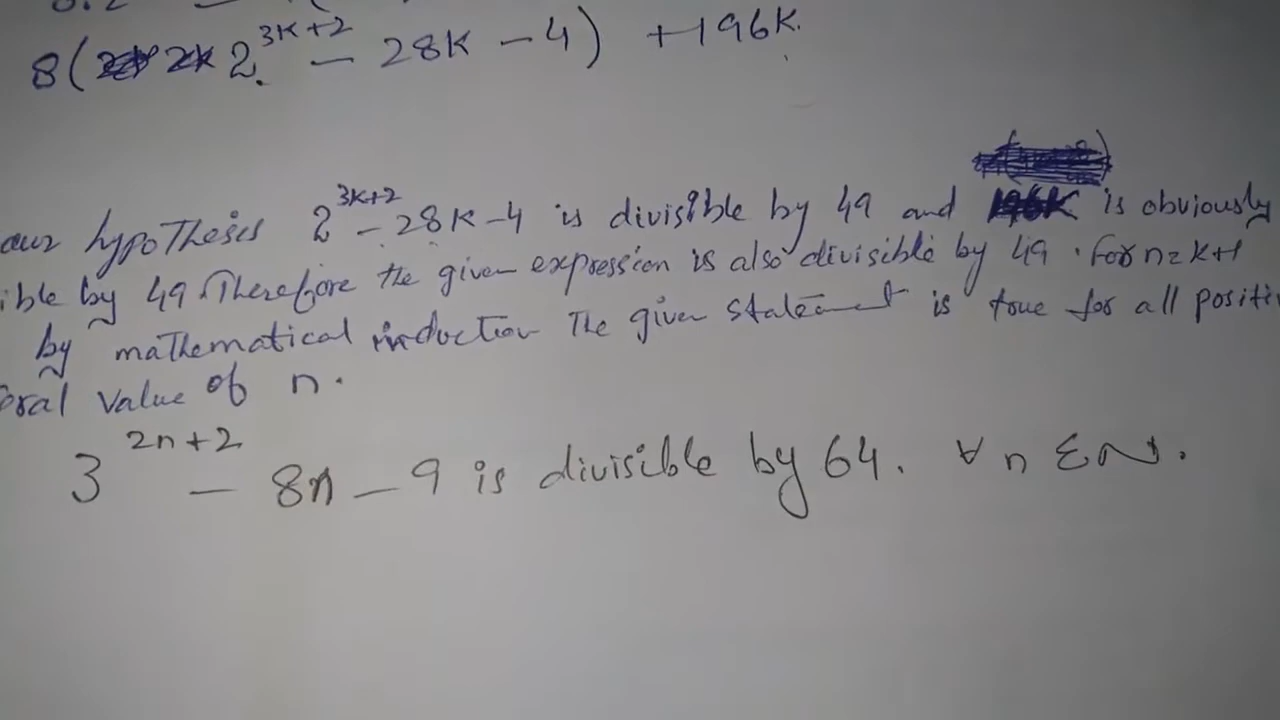 8(2^{3K+2} - 28K - 4) + 196K.
our hypothesis 2^{3K+2} - 28K - 4 is divisible by 49 and 196K is obviously
ible by 49. Therefore the given expression is also divisible by 49. For n = K+1
by mathematical induction The given statement is true for all positi
gral value of n.
3^{2n+2} - 8n - 9 is divisible by 64. ∀ n ∈ N.